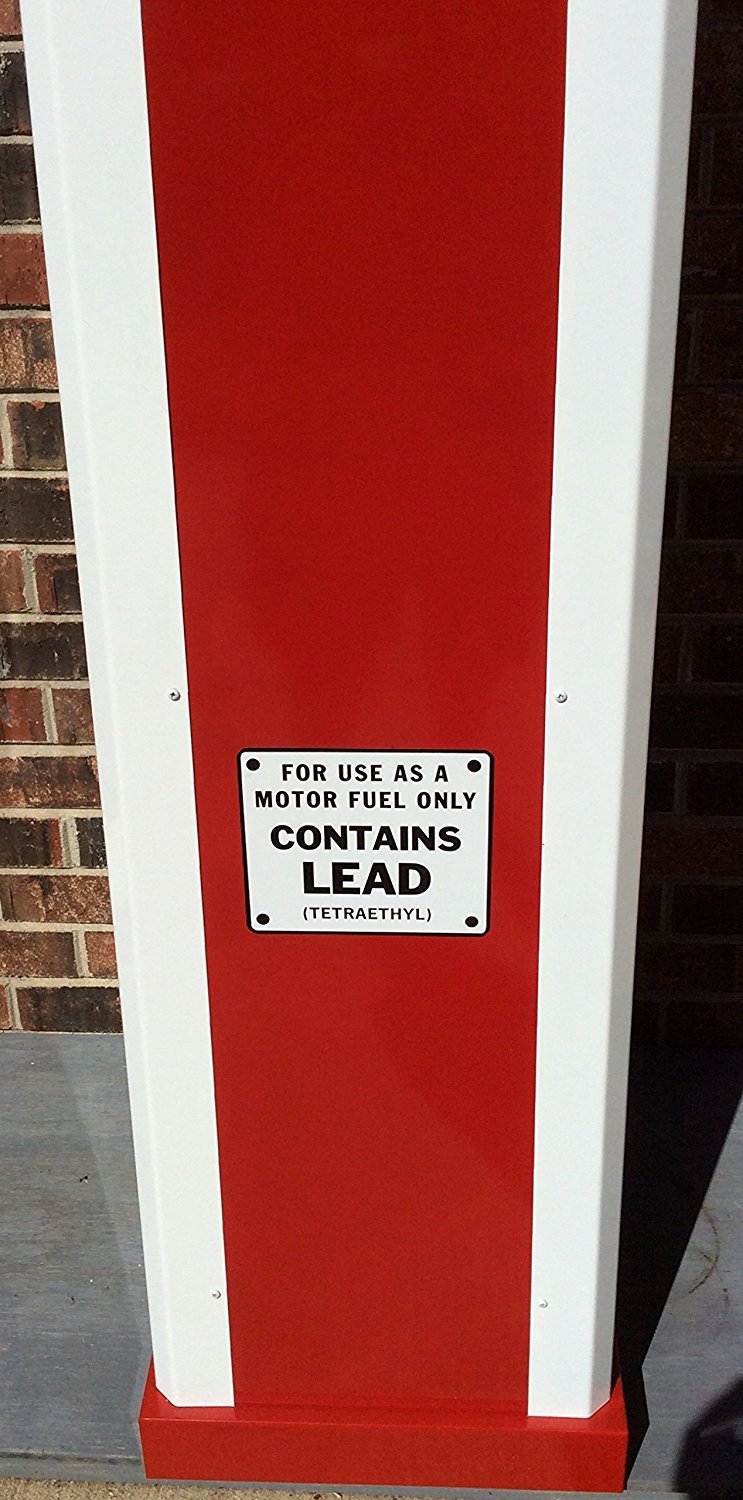 FOR USE AS A
MOTOR FUEL ONLY
CONTAINS
LEAD
(TETRAETHYL)